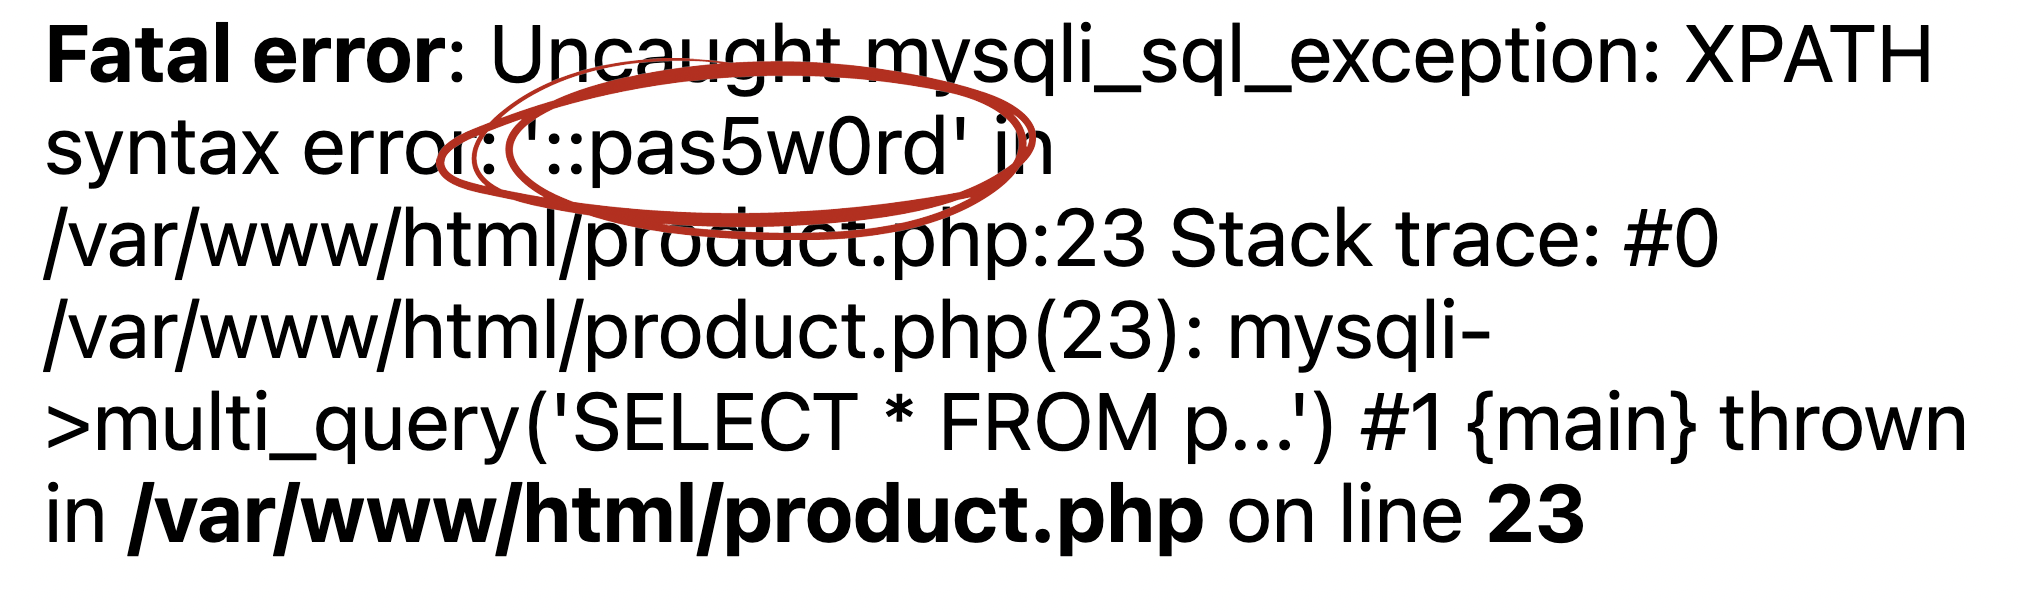 Fatal error: Uncaught mysqli_sql_exception: XPATH
syntax error: '::pas5w0rd' in
/var/www/html/product.php:23 Stack trace: #0
/var/www/html/product.php(23): mysqli-
>multi_query('SELECT * FROM p...') #1 {main} thrown
in /var/www/html/product.php on line 23